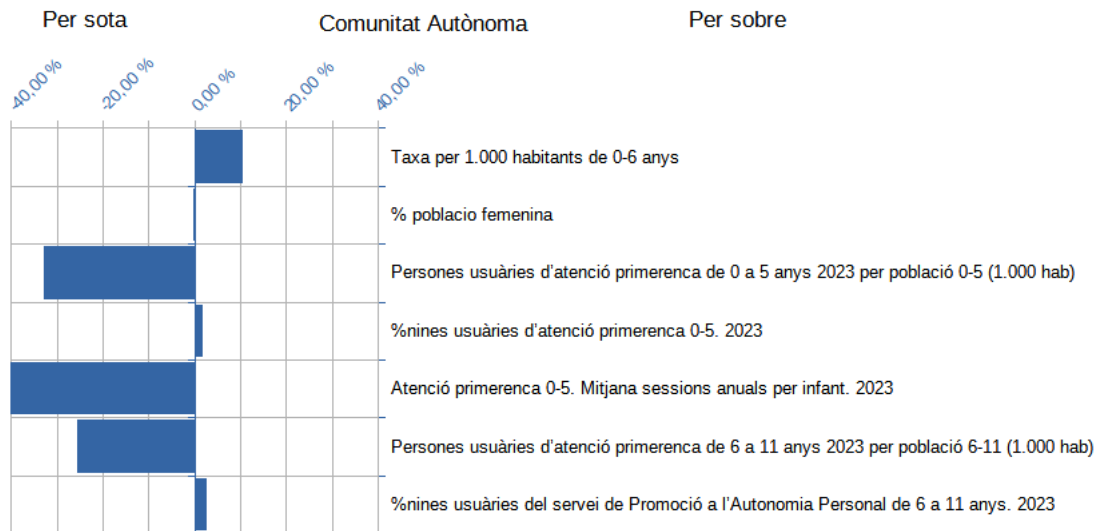 Per sota
Comunitat Autònoma
Per sobre
-40,00 %
-20,00 %
0,00 %
20,00 %
40,00 %
Taxa per 1.000 habitants de 0-6 anys
% poblacio femenina
Persones usuàries d’atenció primerenca de 0 a 5 anys 2023 per població 0-5 (1.000 hab)
%nines usuàries d’atenció primerenca 0-5. 2023
Atenció primerenca 0-5. Mitjana sessions anuals per infant. 2023
Persones usuàries d’atenció primerenca de 6 a 11 anys 2023 per població 6-11 (1.000 hab)
%nines usuàries del servei de Promoció a l’Autonomia Personal de 6 a 11 anys. 2023